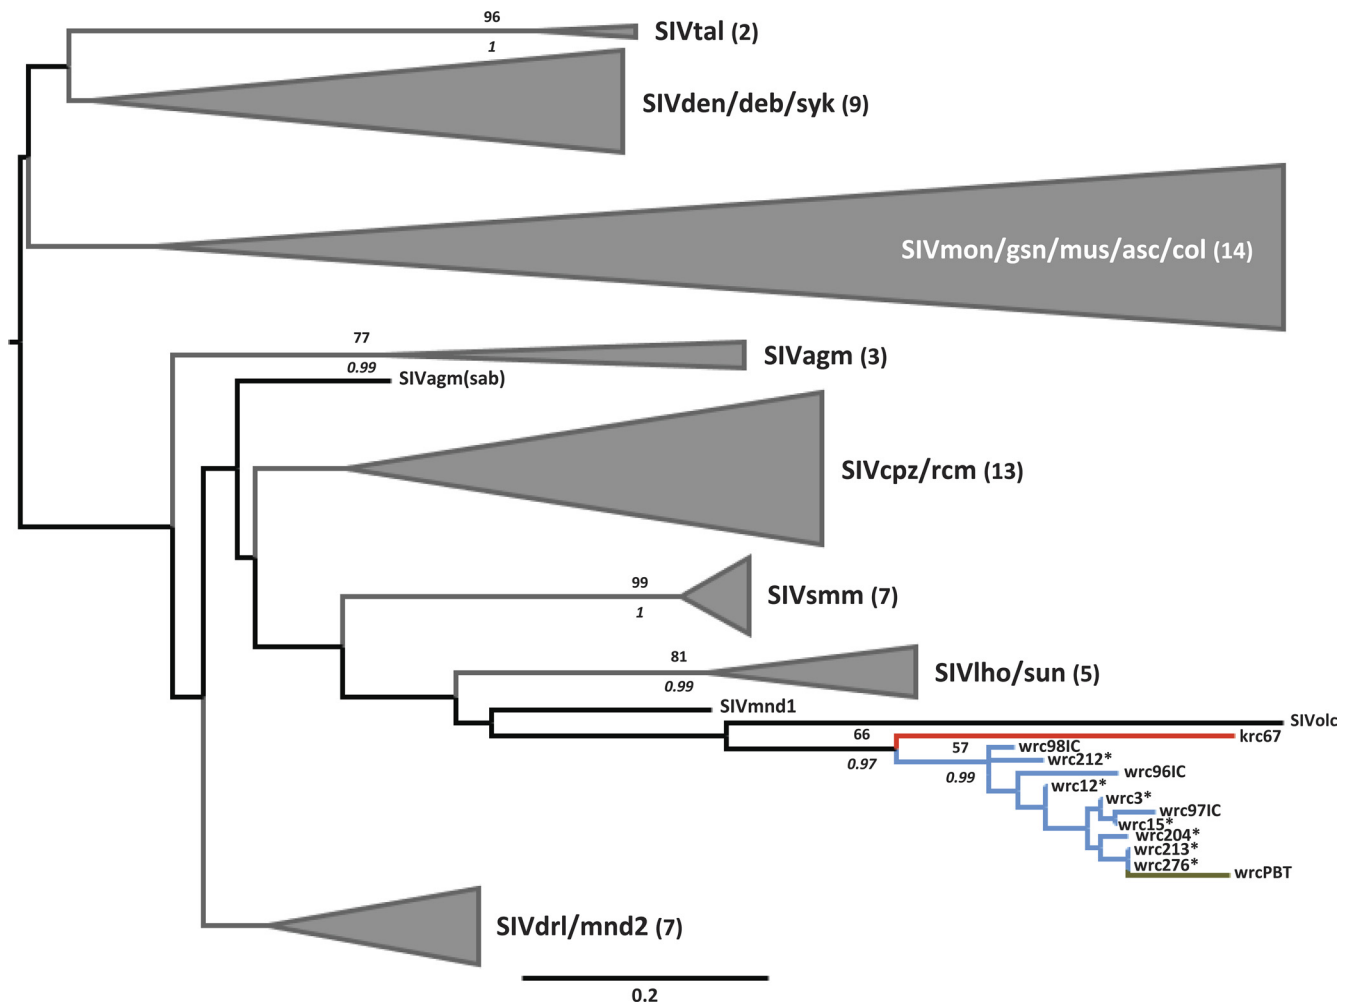 96
SIVtal (2)
1
SIVden/deb/syk (9)
SIVmon/gsn/mus/asc/col (14)
77
SIVagm (3)
0.99
SIVagm(sab)
SIVcpz/rcm (13)
99
SIVsmm (7)
1
81
SIVlho/sun (5)
0.99
SIVmnd1
SIVolc
66
krc67
0.97
57
wrc98IC
0.99
wrc212*
wrc96IC
wrc12*
wrc3*
wrc97IC
wrc15*
wrc204*
wrc213*
wrc276*
wrcPBT
SIVdrl/mnd2 (7)
0.2